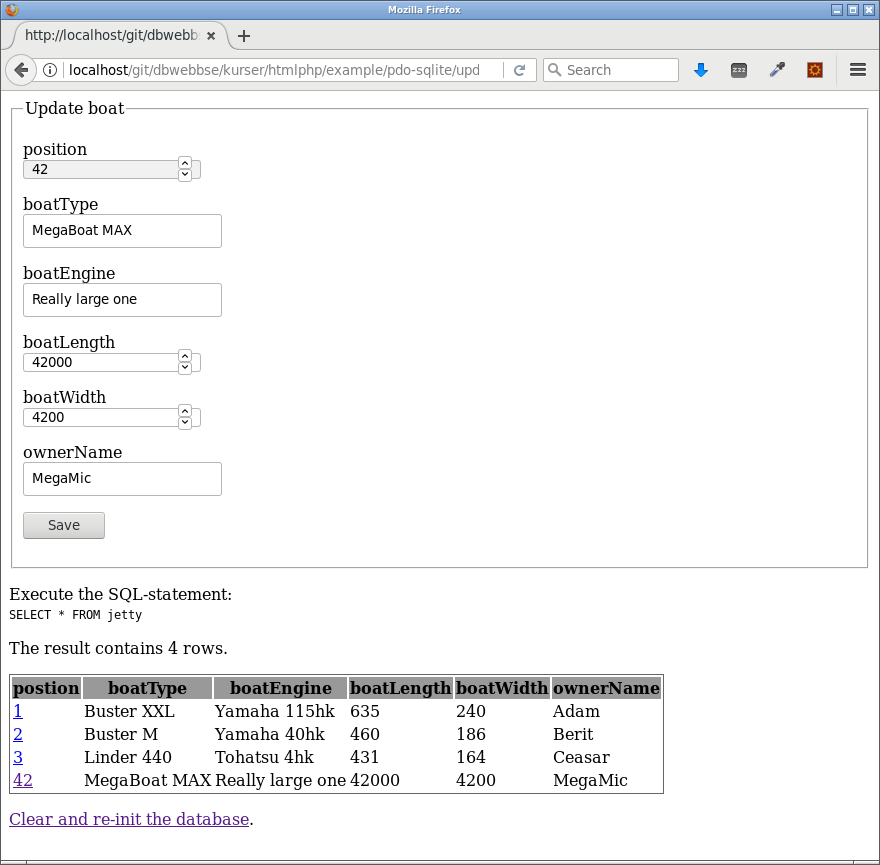 Mozilla Firefox
http://localhost/git/dbwebb
localhost/git/dbwebbse/kurser/htmlphp/example/pdo-sqlite/upd
Search
Update boat
position
42
boatType
MegaBoat MAX
boatEngine
Really large one
boatLength
42000
boatWidth
4200
ownerName
MegaMic
Save
Execute the SQL-statement:
SELECT * FROM jetty
The result contains 4 rows.
postion boatType boatEngine boatLength boatWidth ownerName
1 Buster XXL Yamaha 115hk 635 240 Adam
2 Buster M Yamaha 40hk 460 186 Berit
3 Linder 440 Tohatsu 4hk 431 164 Ceasar
42 MegaBoat MAX Really large one 42000 4200 MegaMic
Clear and re-init the database.